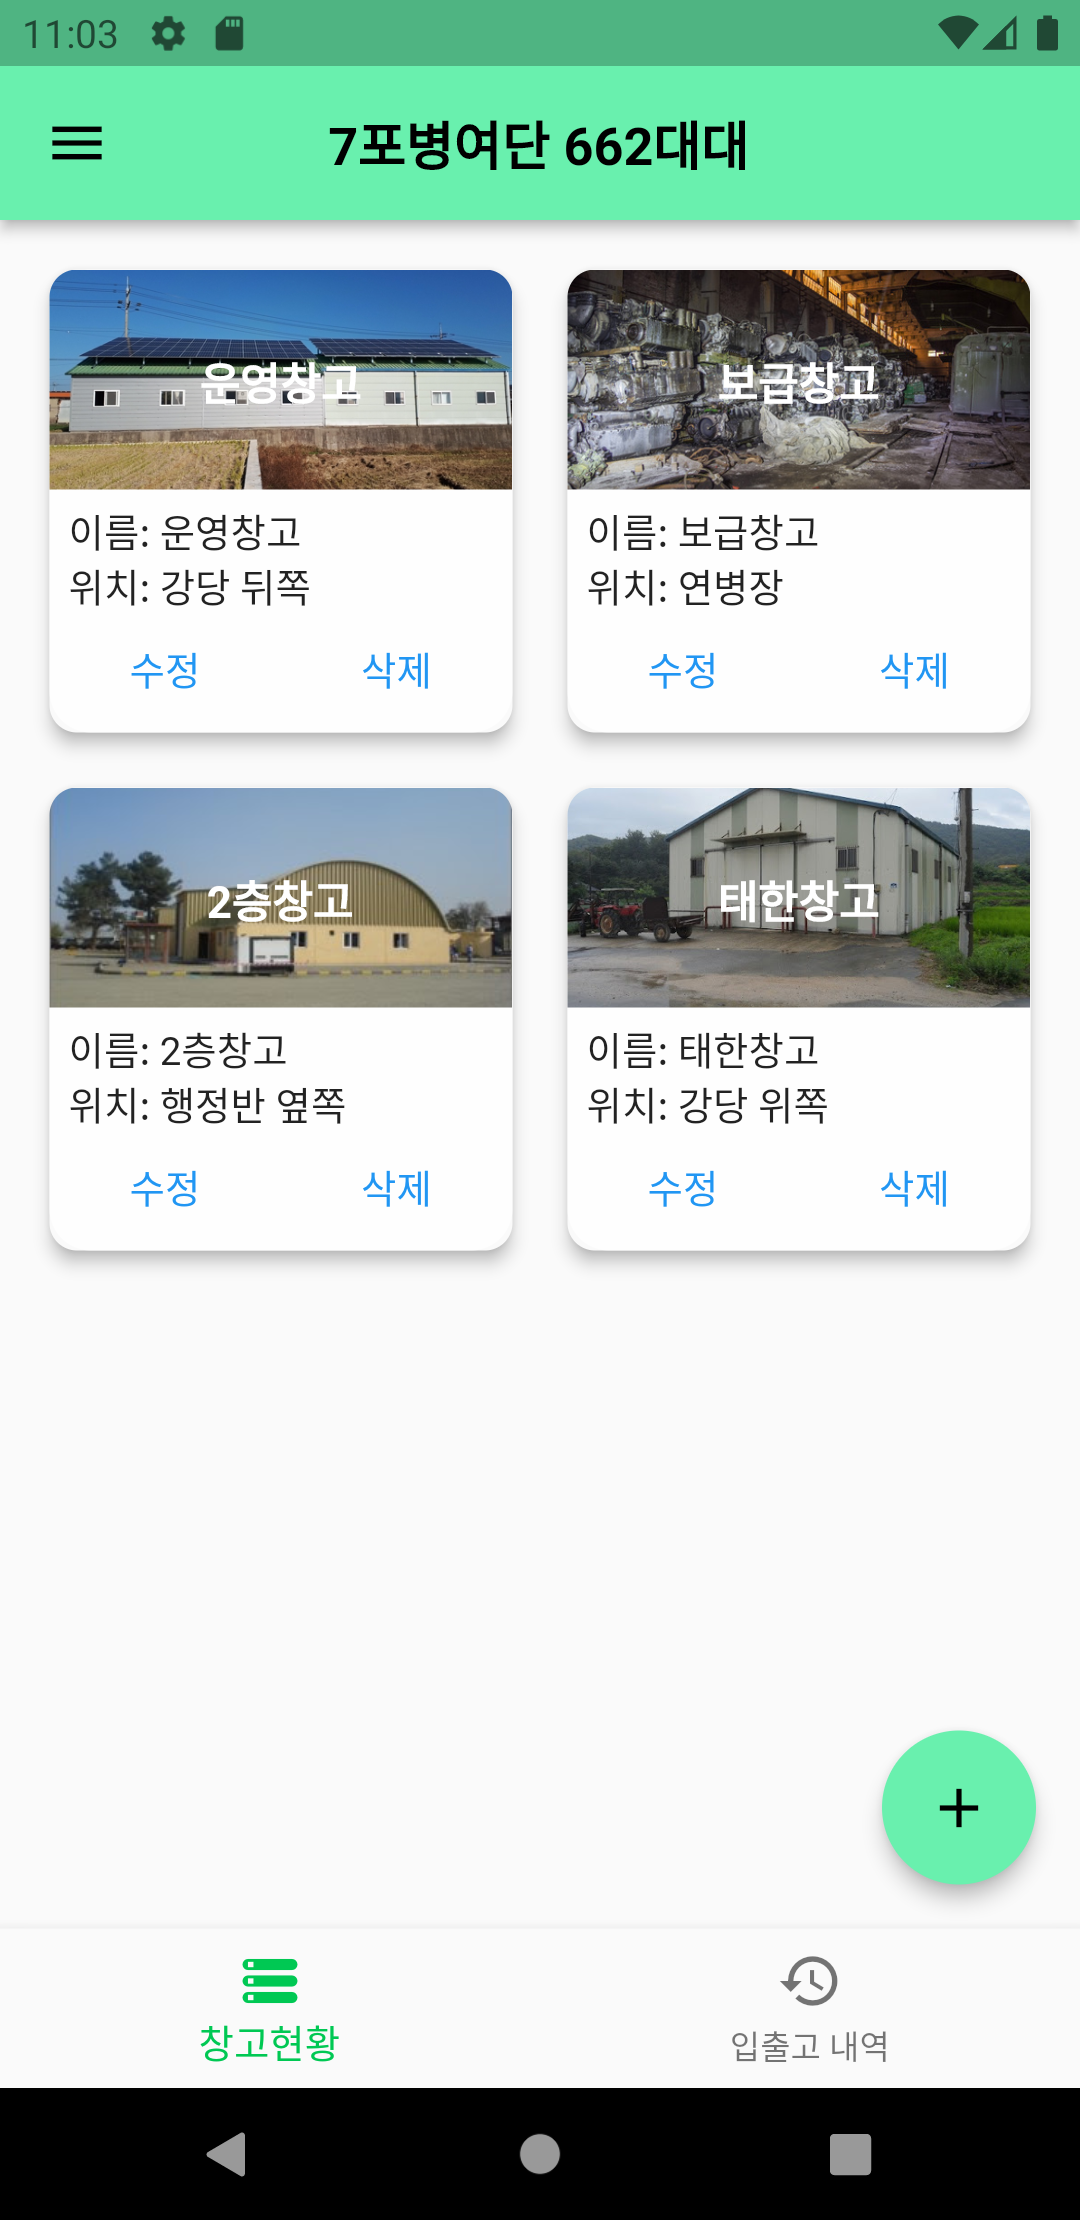 11:03
7포병여단 662대대
운영창고
보급창고
이름: 운영창고
위치: 강당 뒤쪽
수정
삭제
이름: 보급창고
위치: 연병장
수정
삭제
2층창고
태한창고
이름: 2층창고
위치: 행정반 옆쪽
수정
삭제
이름: 태한창고
위치: 강당 위쪽
수정
삭제
창고현황
입출고 내역